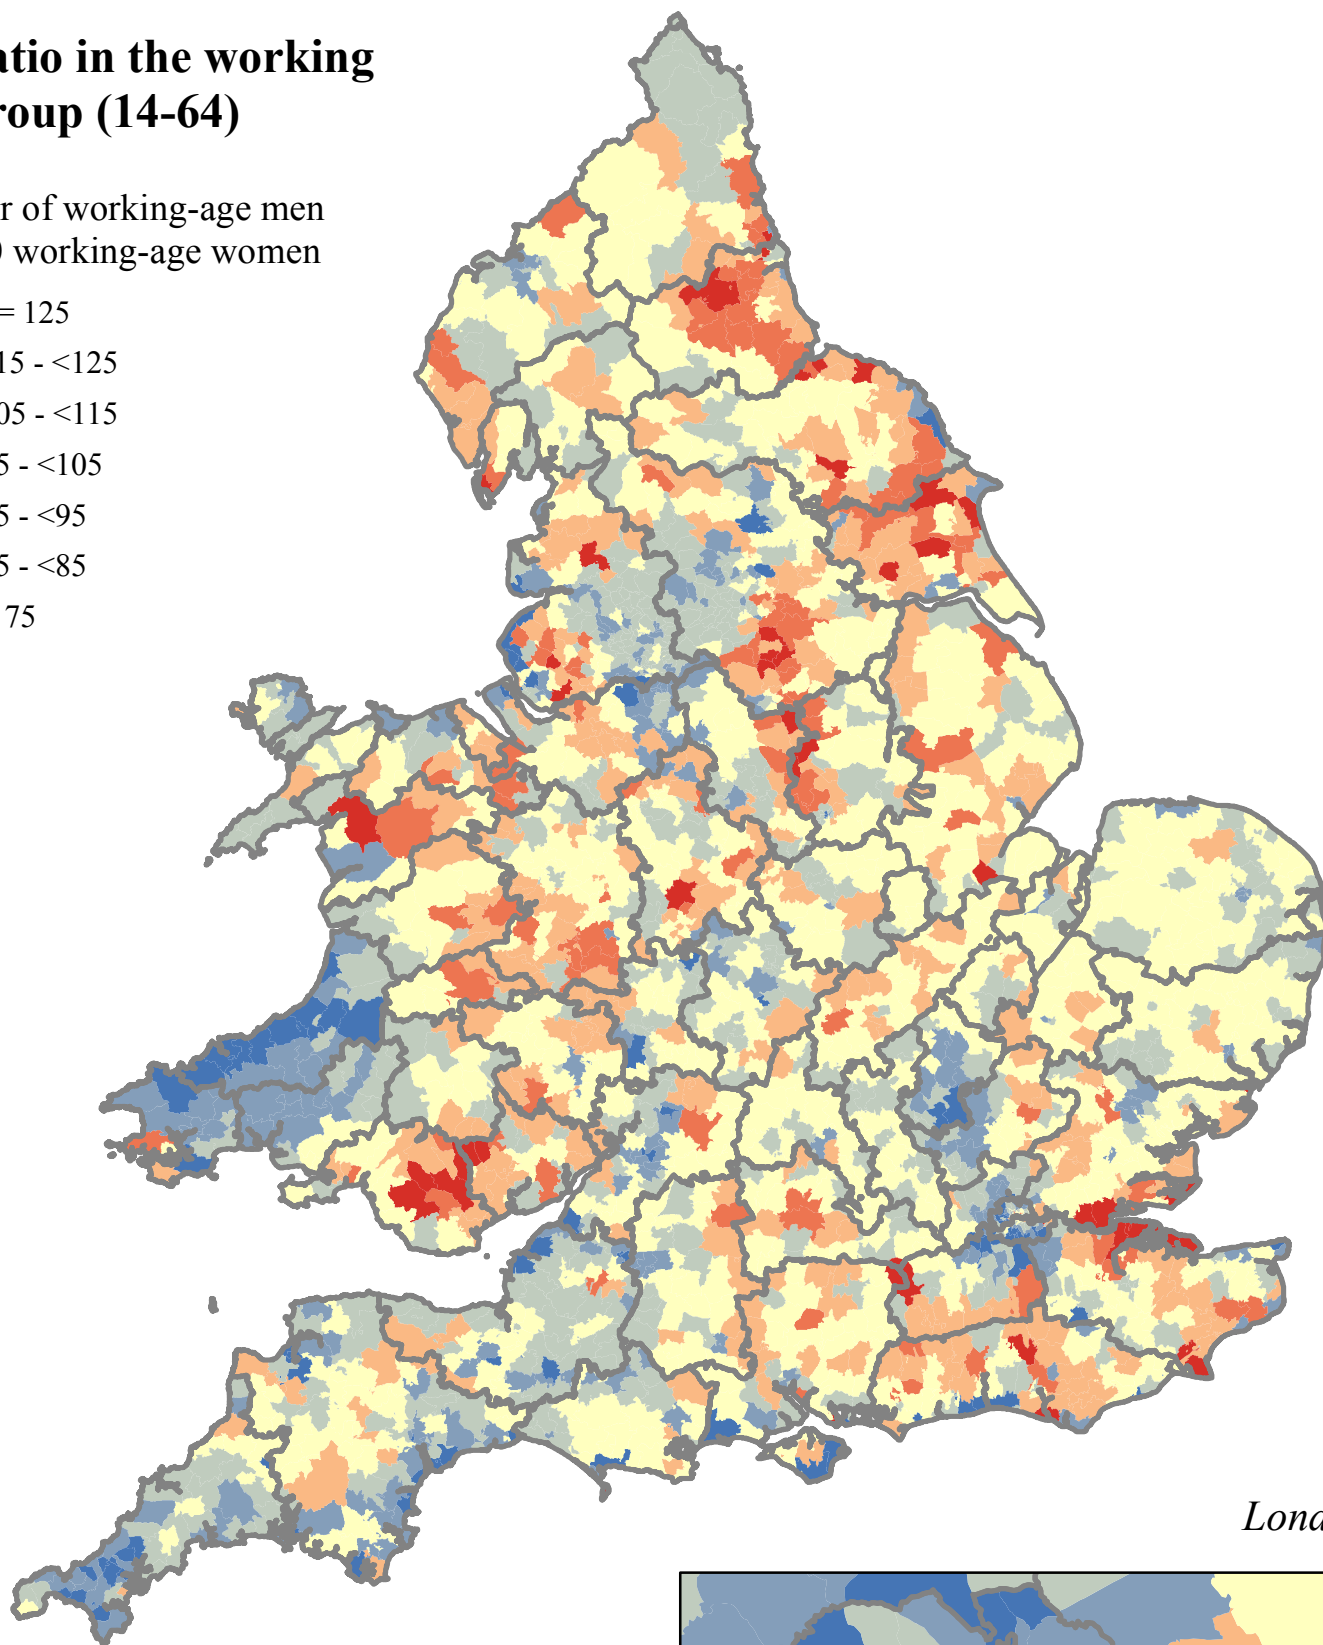 atio in the working
roup (14-64)
r of working-age men
0 working-age women
= 125
15 - <125
05 - <115
5 - <105
5 - <95
5 - <85
75
Lond